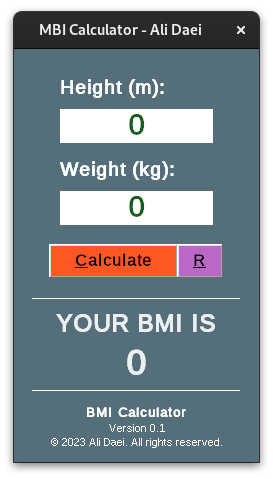 MBI Calculator - Ali Daei
×
Height (m):
0
Weight (kg):
0
Calculate R
YOUR BMI IS
0
BMI Calculator
Version 0.1
© 2023 Ali Daei. All rights reserved.